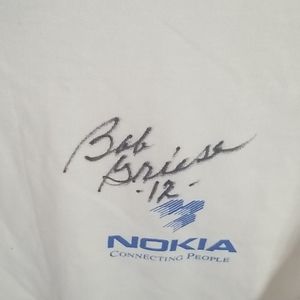 Bob
Griese
-12-
NOKIA
CONNECTING PEOPLE